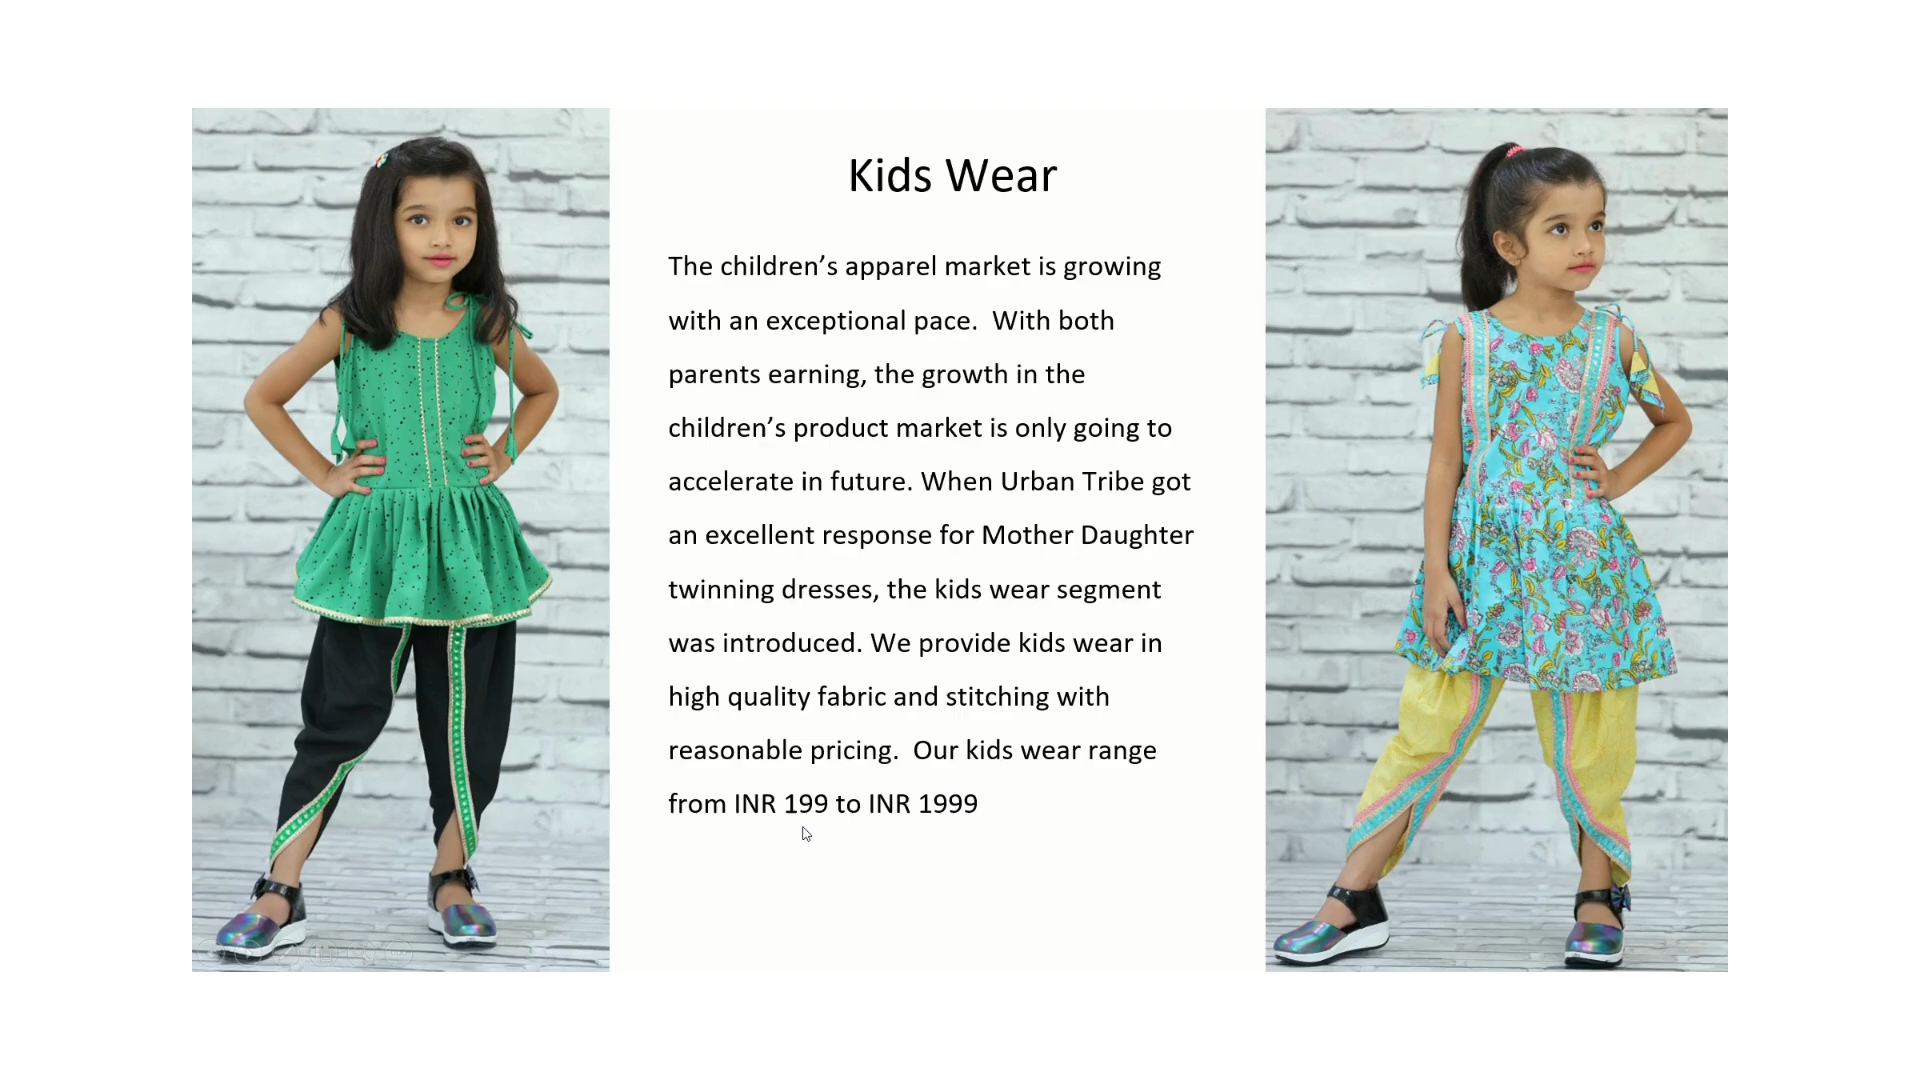 Kids Wear
The children’s apparel market is growing
with an exceptional pace.  With both
parents earning, the growth in the
children’s product market is only going to
accelerate in future. When Urban Tribe got
an excellent response for Mother Daughter
twinning dresses, the kids wear segment
was introduced. We provide kids wear in
high quality fabric and stitching with
reasonable pricing.  Our kids wear range
from INR 199 to INR 1999